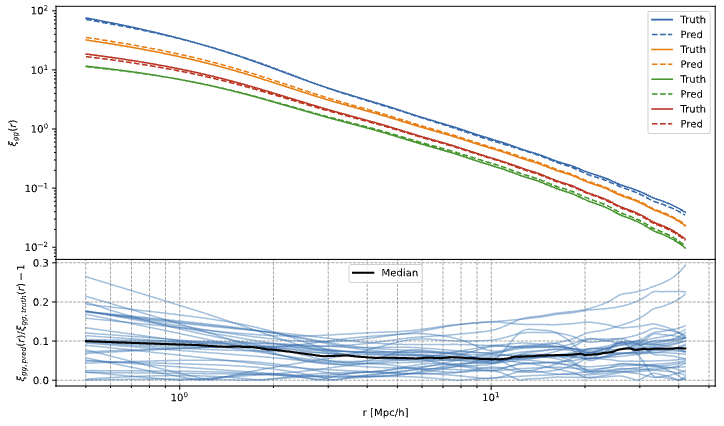 10²
10¹
10⁰
10⁻¹
10⁻²
ξgg(r)
Truth
Pred
Truth
Pred
Truth
Pred
Truth
Pred
0.3
0.2
0.1
0.0
ξgg, pred(r)/ξgg, truth(r) − 1
Median
10⁰
10¹
r [Mpc/h]